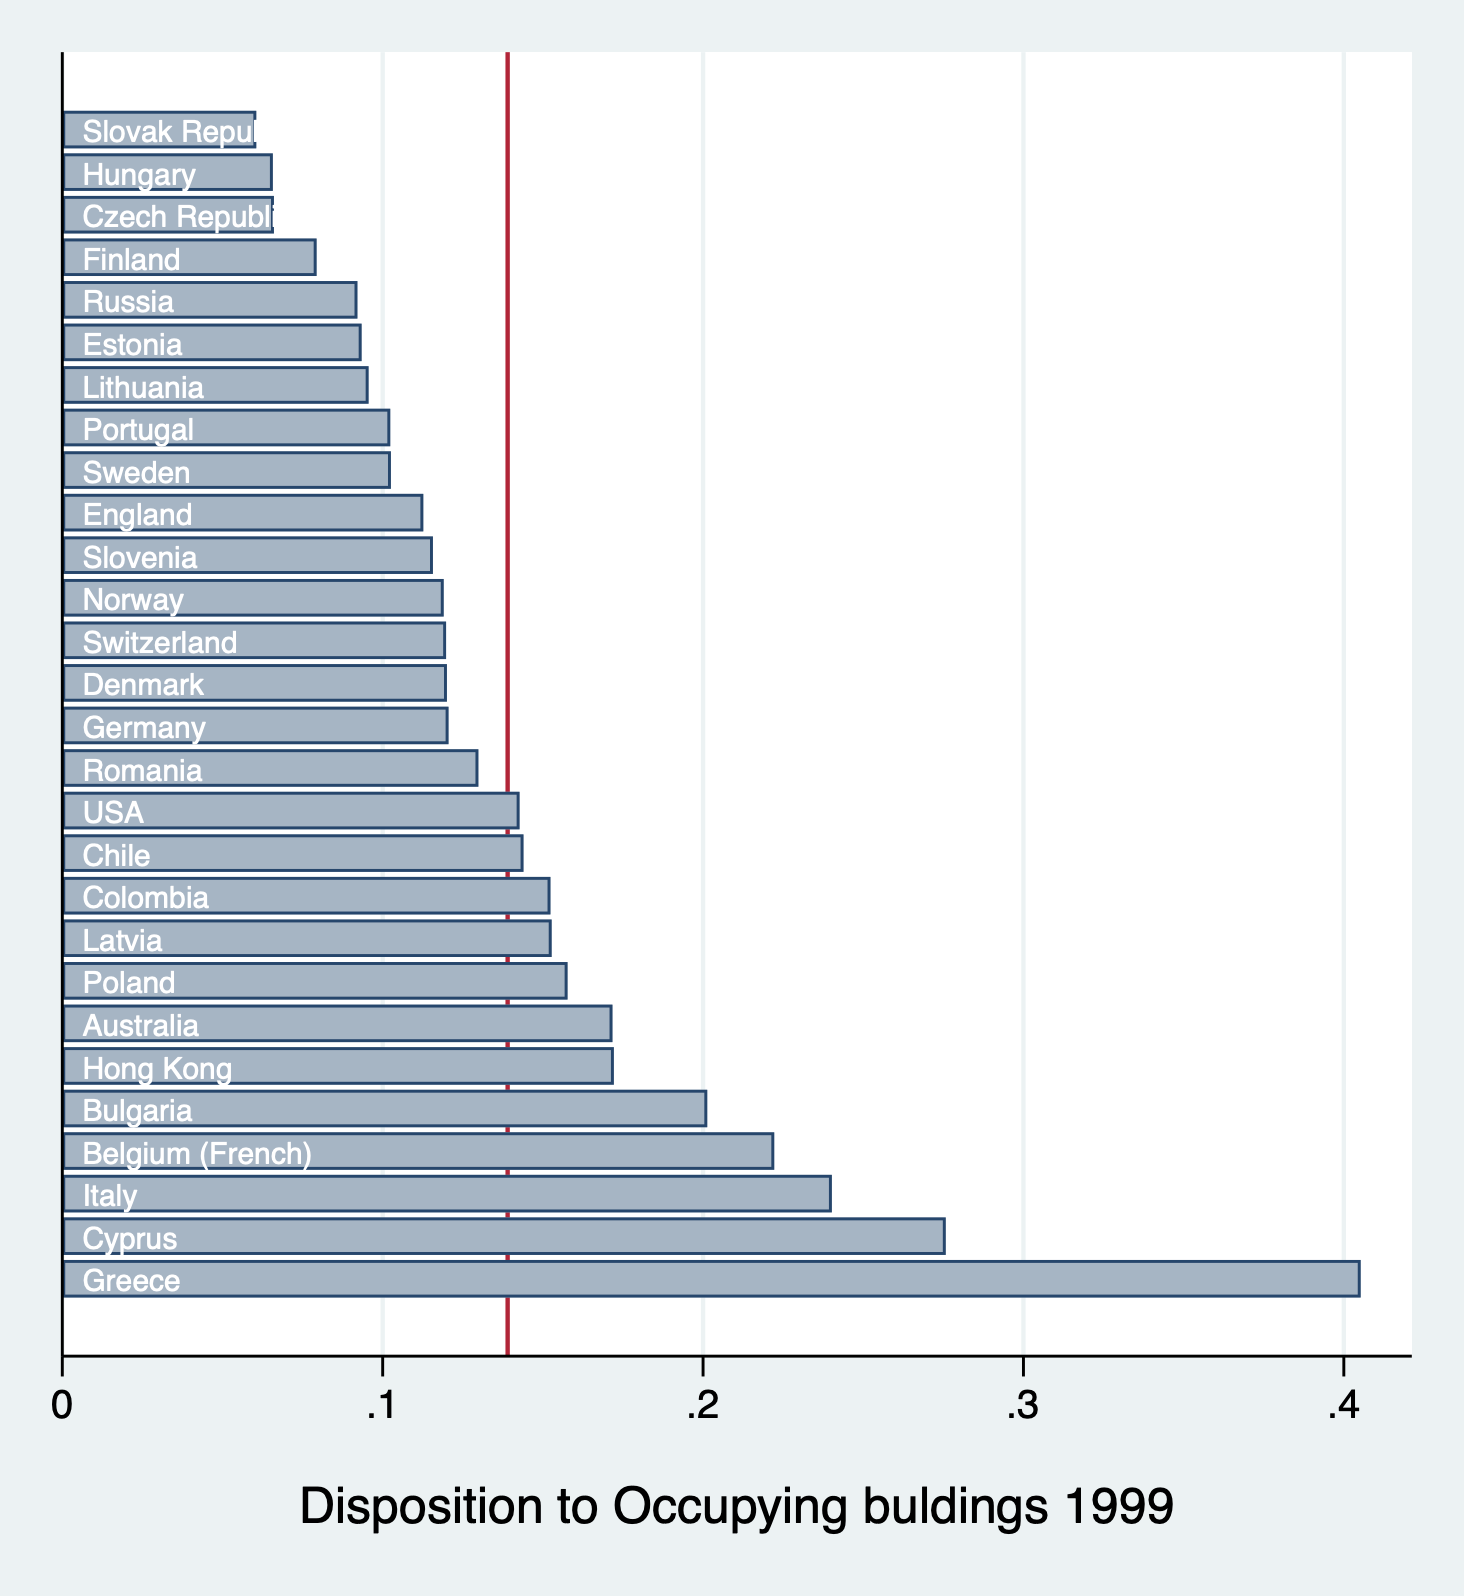 Slovak Repu
Hungary
Czech Republ
Finland
Russia
Estonia
Lithuania
Portugal
Sweden
England
Slovenia
Norway
Switzerland
Denmark
Germany
Romania
USA
Chile
Colombia
Latvia
Poland
Australia
Hong Kong
Bulgaria
Belgium (French)
Italy
Cyprus
Greece
0 .1 .2 .3 .4
Disposition to Occupying buldings 1999